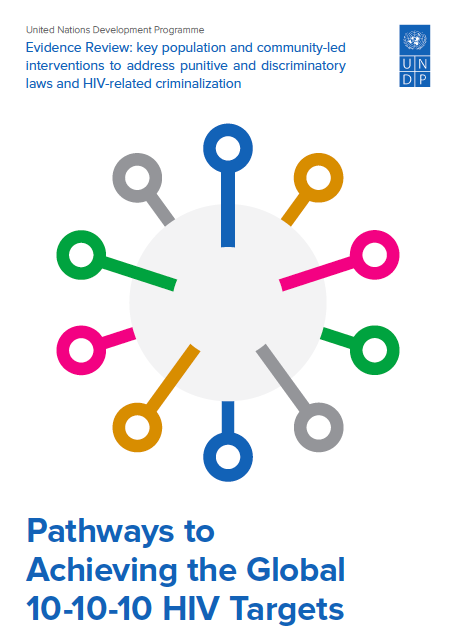 United Nations Development Programme
Evidence Review: key population and community-led
interventions to address punitive and discriminatory
laws and HIV-related criminalization
U N
D P
Pathways to
Achieving the Global
10-10-10 HIV Targets